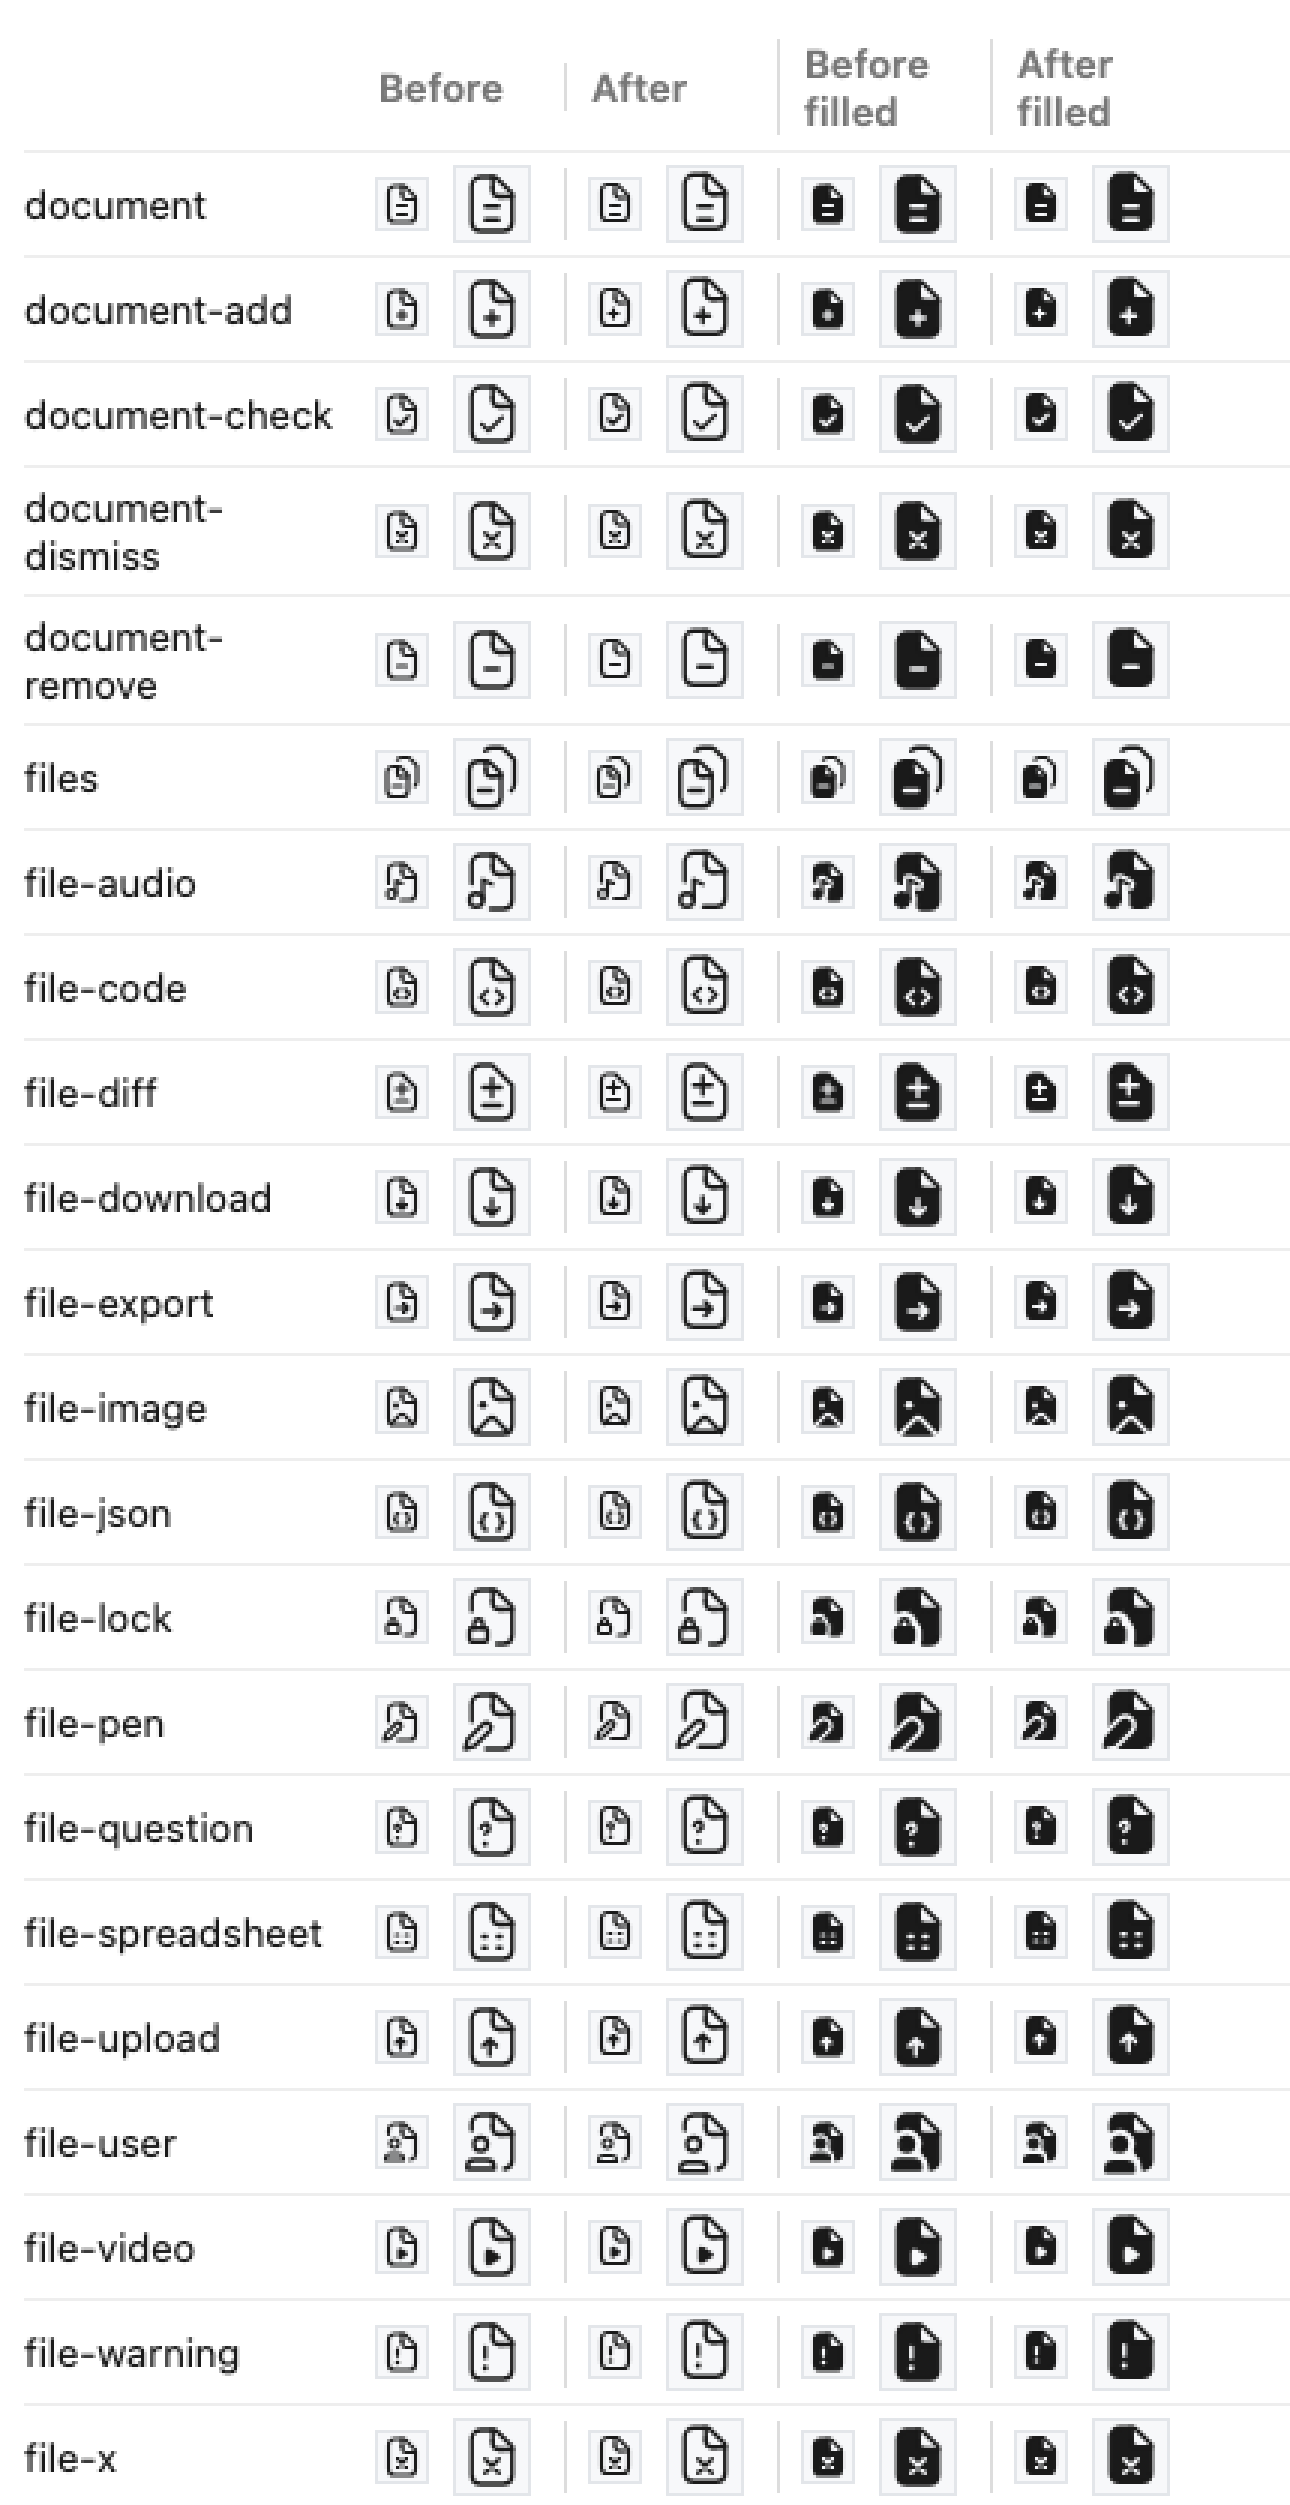 Before
After
Before
filled
After
filled
document
document-add
document-check
document-
dismiss
document-
remove
files
file-audio
file-code
file-diff
file-download
file-export
file-image
file-json
file-lock
file-pen
file-question
file-spreadsheet
file-upload
file-user
file-video
file-warning
file-x